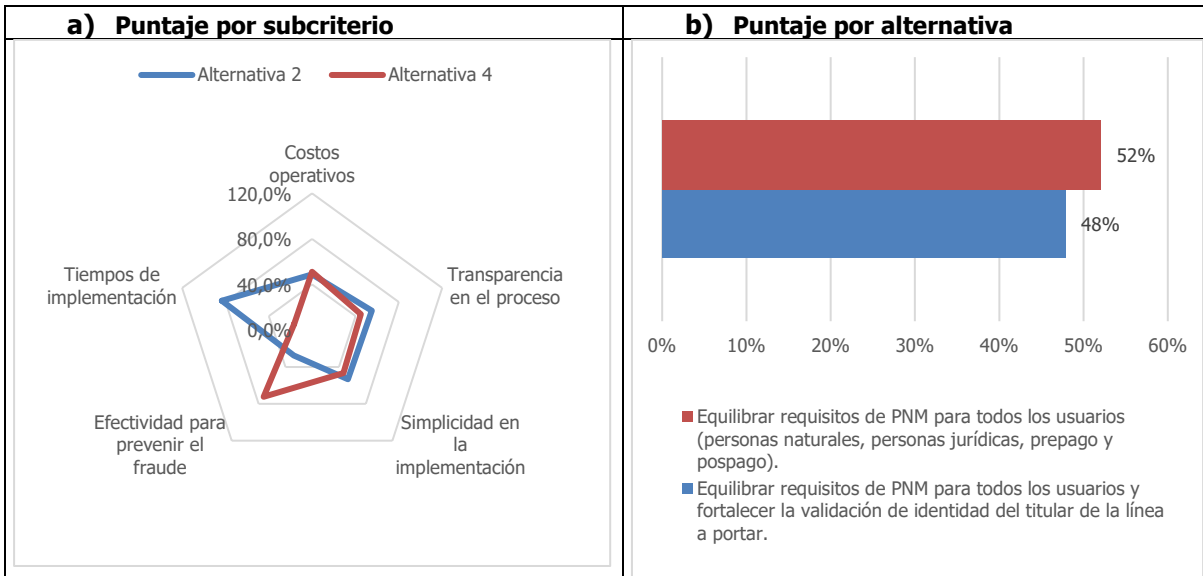 a) Puntaje por subcriterio
Alternativa 2
Alternativa 4
Costos
operativos
120,0%
80,0%
40,0%
0,0%
Tiempos de
implementación
Transparencia
en el proceso
Efectividad para
prevenir el
fraude
Simplicidad en
la
implementación
b) Puntaje por alternativa
52%
48%
0%
10%
20%
30%
40%
50%
60%
Equilibrar requisitos de PNM para todos los usuarios
(personas naturales, personas jurídicas, prepago y
pospago).
Equilibrar requisitos de PNM para todos los usuarios y
fortalecer la validación de identidad del titular de la línea
a portar.